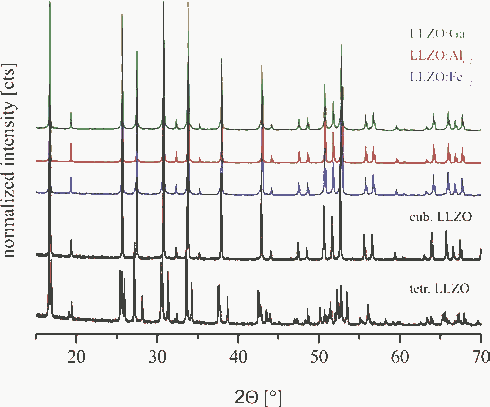 LLZO:Ga
LLZO:Al
LLZO:Fe
cub. LLZO
tetr. LLZO
normalized intensity [cts]
20 30 40 50 60 70
2Θ [°]